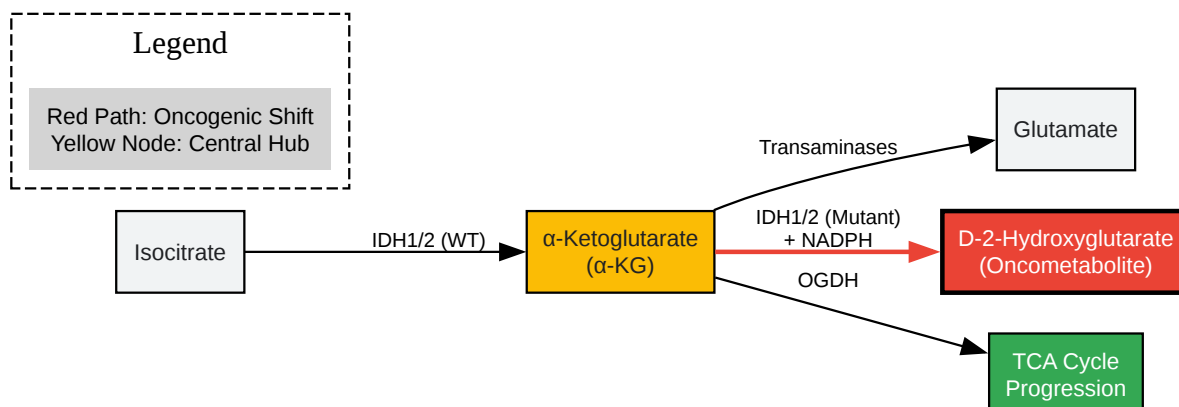 Legend
Red Path: Oncogenic Shift
Yellow Node: Central Hub
Isocitrate
IDH1/2 (WT)
α-Ketoglutarate
(α-KG)
Transaminases
Glutamate
IDH1/2 (Mutant)
+ NADPH
D-2-Hydroxyglutarate
(Oncometabolite)
OGDH
TCA Cycle
Progression